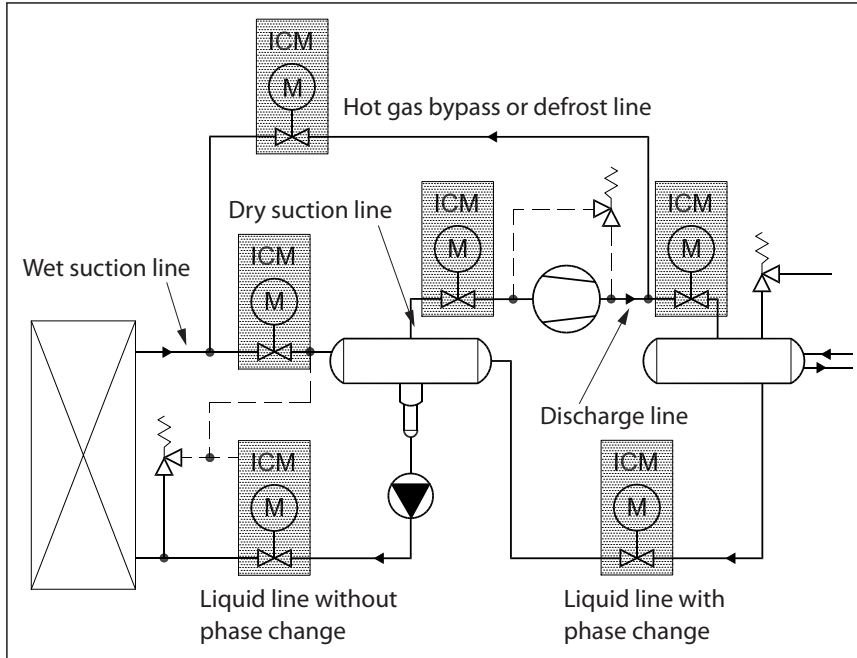 ICM
M
Hot gas bypass or defrost line
Dry suction line
ICM
M
ICM
M
Wet suction line
ICM
M
Discharge line
ICM
M
ICM
M
Liquid line without
phase change
Liquid line with
phase change